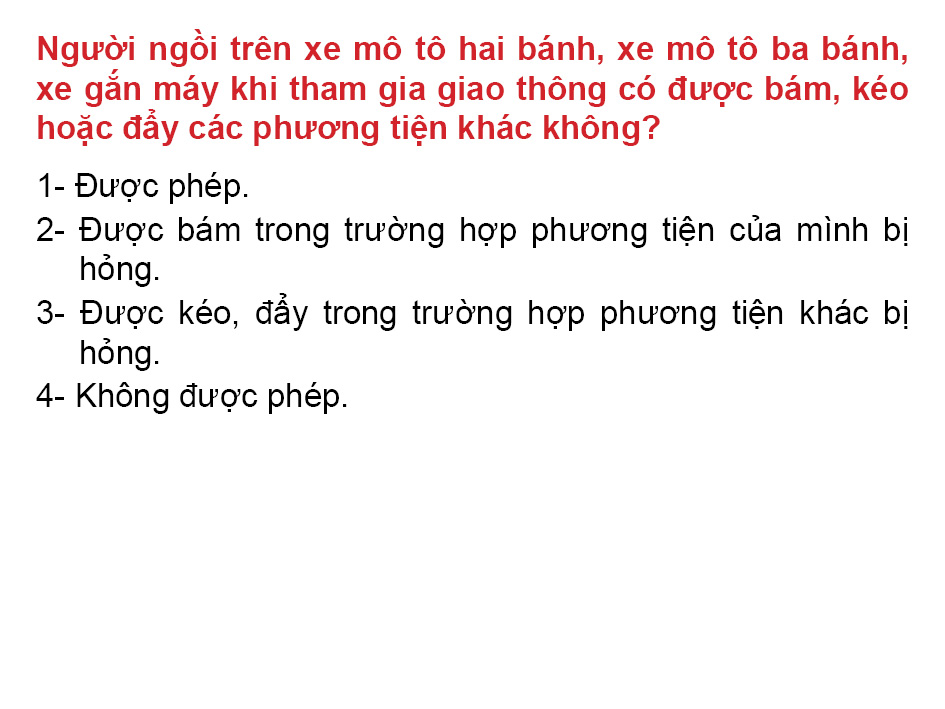 Người ngồi trên xe mô tô hai bánh, xe mô tô ba bánh,
xe gắn máy khi tham gia giao thông có được bám, kéo
hoặc đẩy các phương tiện khác không?
1- Được phép.
2- Được bám trong trường hợp phương tiện của mình bị
hỏng.
3- Được kéo, đẩy trong trường hợp phương tiện khác bị
hỏng.
4- Không được phép.